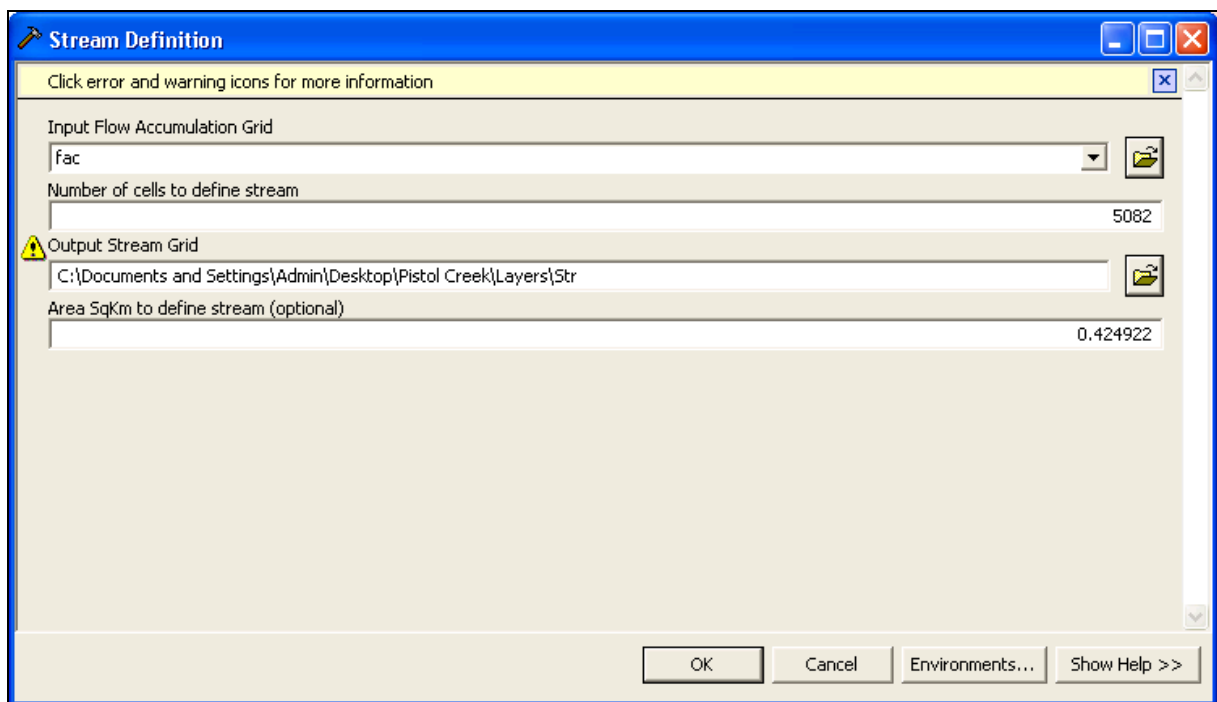 Stream Definition
Click error and warning icons for more information
Input Flow Accumulation Grid
fac
Number of cells to define stream
5082
Output Stream Grid
C:\Documents and Settings\Admin\Desktop\Pistol Creek\Layers\Str
Area SqKm to define stream (optional)
0.424922
OK Cancel Environments... Show Help >>